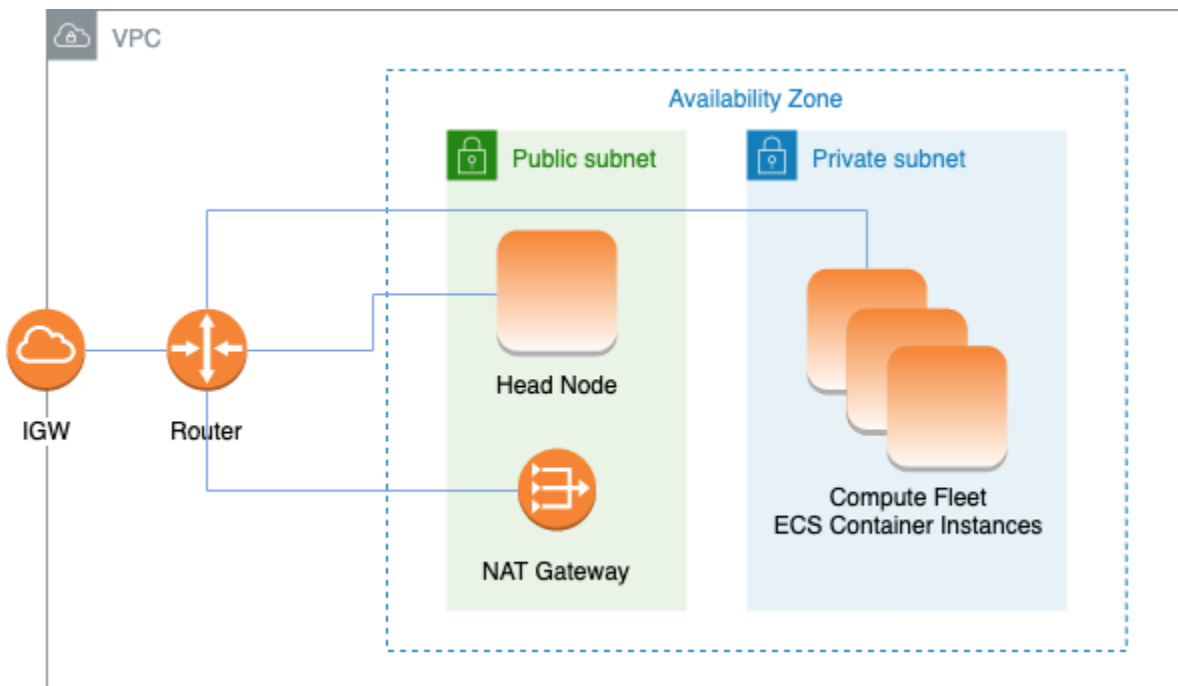 VPC
Availability Zone
Public subnet
Private subnet
Head Node
IGW
Router
Compute Fleet
ECS Container Instances
NAT Gateway